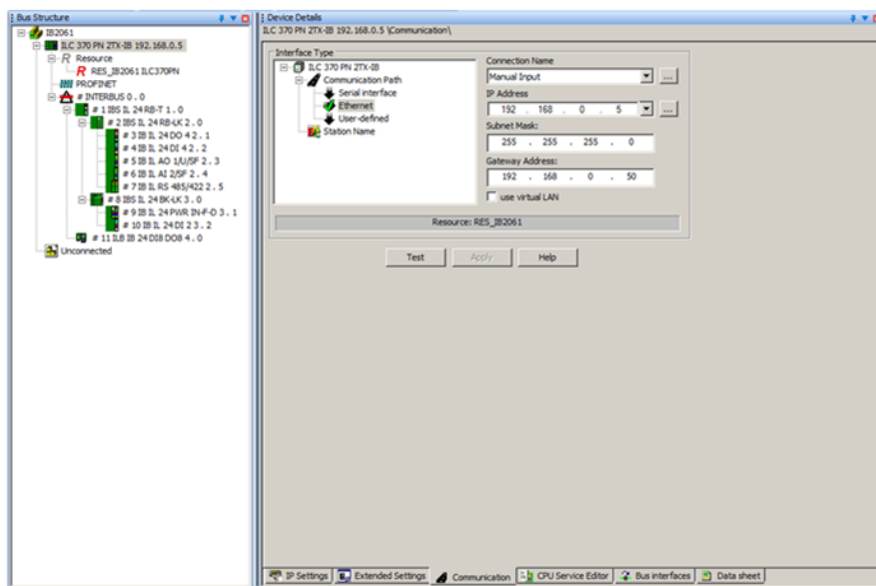 Bus Structure
IB2061
ILC 370 PN 2TX-IB 192.168.0.5
Resource
RES_IB2061 ILC370PN
PROFINET
# INTERBUS 0 . 0
# 1 IBS IL 24 RB-T 1 . 0
# 2 IBS IL 24 RB-LK 2 . 0
# 3 IB IL 24 DO 4 2 . 1
# 4 IB IL 24 DI 4 2 . 2
# 5 IB IL AO 1/U/SF 2 . 3
# 6 IB IL AI 2/SF 2 . 4
# 7 IB IL RS 485/422 2 . 5
# 8 IBS IL 24 BK-LK 3 . 0
# 9 IB IL 24 PWR IN-F-D 3 . 1
# 10 IB IL 24 DI 2 3 . 2
# 11 ILB IB 24 DI8 DO8 4 . 0
Unconnected
Device Details
ILC 370 PN 2TX-IB 192.168.0.5 \Communication\
Interface Type
ILC 370 PN 2TX-IB
Communication Path
Serial interface
Ethernet
User-defined
Station Name
Connection Name
Manual Input
...
IP Address
192 . 168 . 0 . 5
...
Subnet Mask:
255 . 255 . 255 . 0
Gateway Address:
192 . 168 . 0 . 50
use virtual LAN
Resource: RES_IB2061
Test Apply Help
IP Settings Extended Settings Communication CPU Service Editor Bus interfaces Data sheet